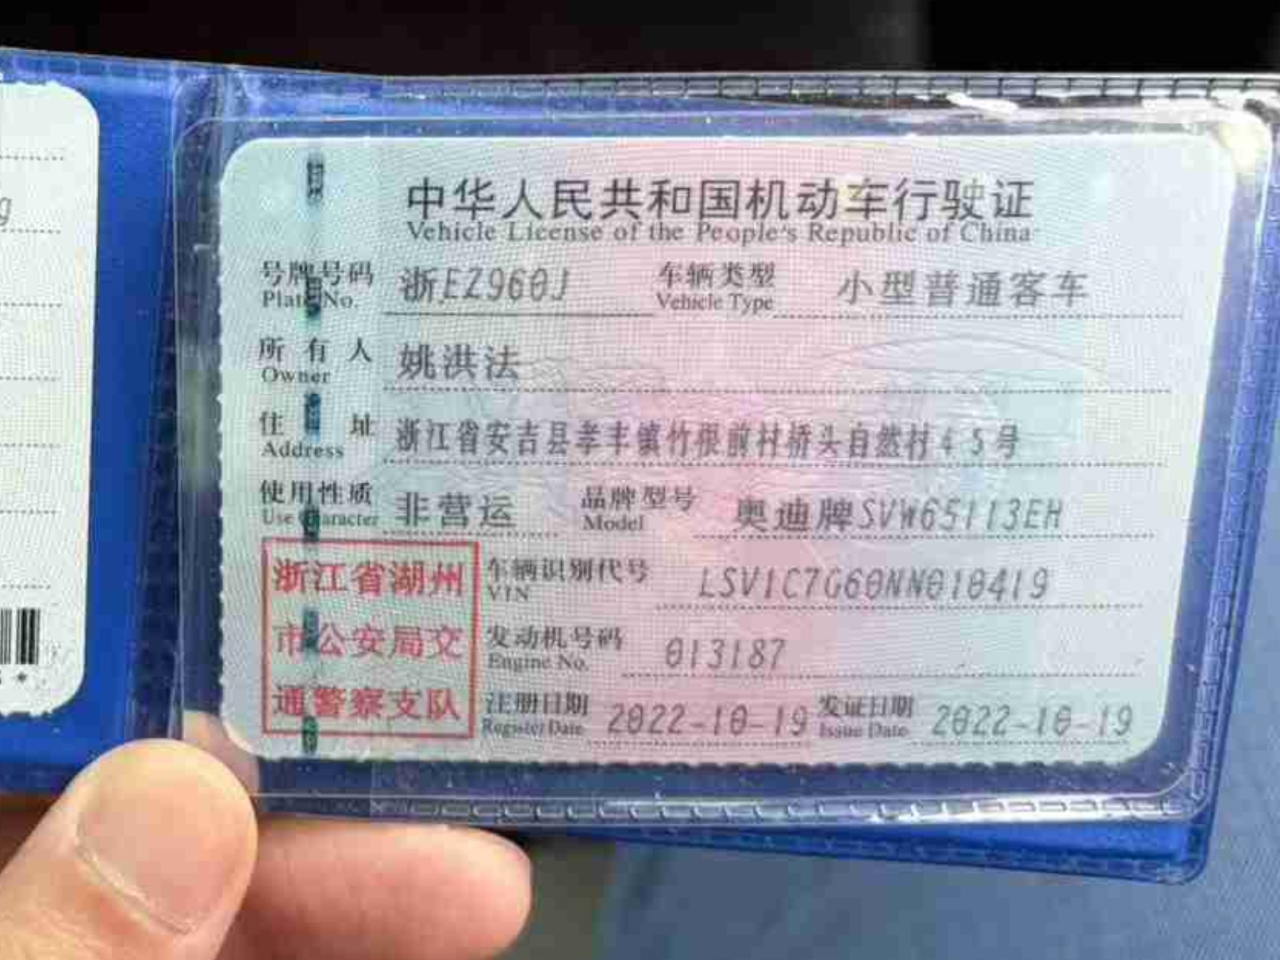 中华人民共和国机动车行驶证
Vehicle License of the People's Republic of China
号牌号码 浙EZ960J 车辆类型 小型普通客车
Plate No. Vehicle Type
所有人 姚洪法
Owner
住址 浙江省安吉县孝丰镇竹根前村桥头自然村45号
Address
使用性质 非营运 品牌型号 奥迪牌SVW65113EH
Use Character Model
浙江省湖州 车辆识别代号 LSV1C7G60NN010419
VIN
市公安局交 发动机号码 013187
Engine No.
通警察支队 注册日期 2022-10-19 发证日期 2022-10-19
Register Date Issue Date
g